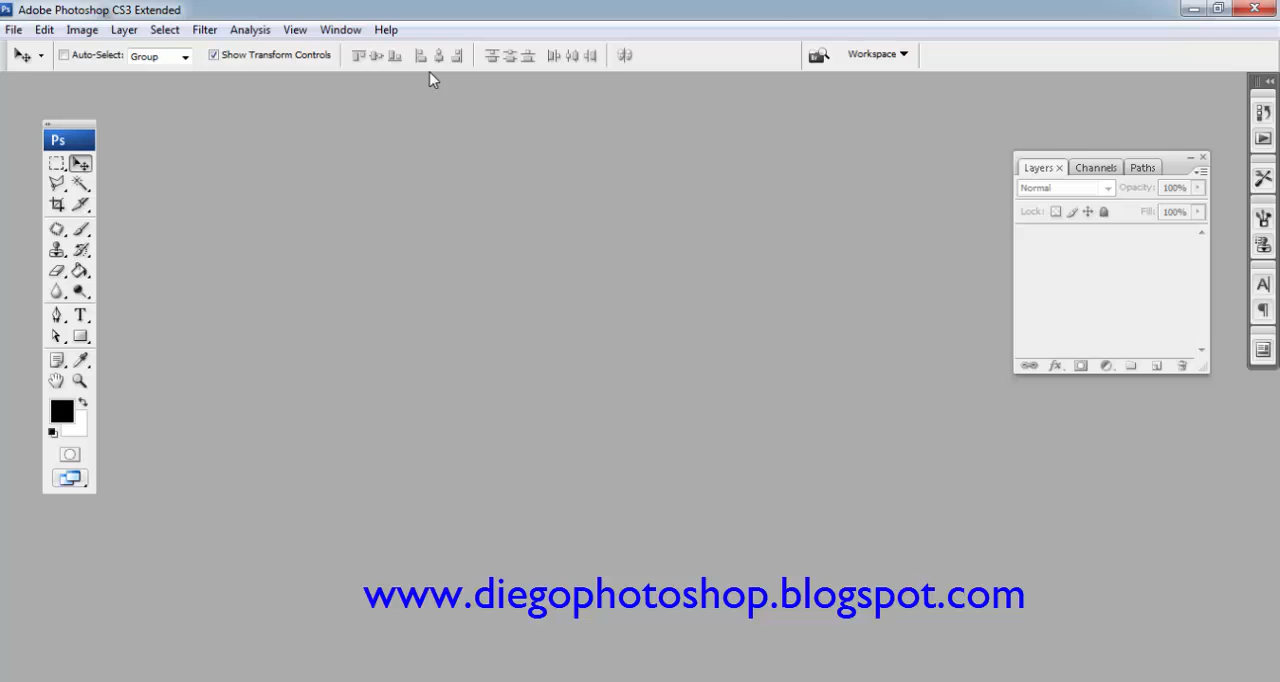 Ps Adobe Photoshop CS3 Extended
File Edit Image Layer Select Filter Analysis View Window Help
Auto-Select: Group Show Transform Controls Workspace
Ps
Layers Channels Paths
Normal Opacity: 100%
Lock: Fill: 100%
www.diegophotoshop.blogspot.com